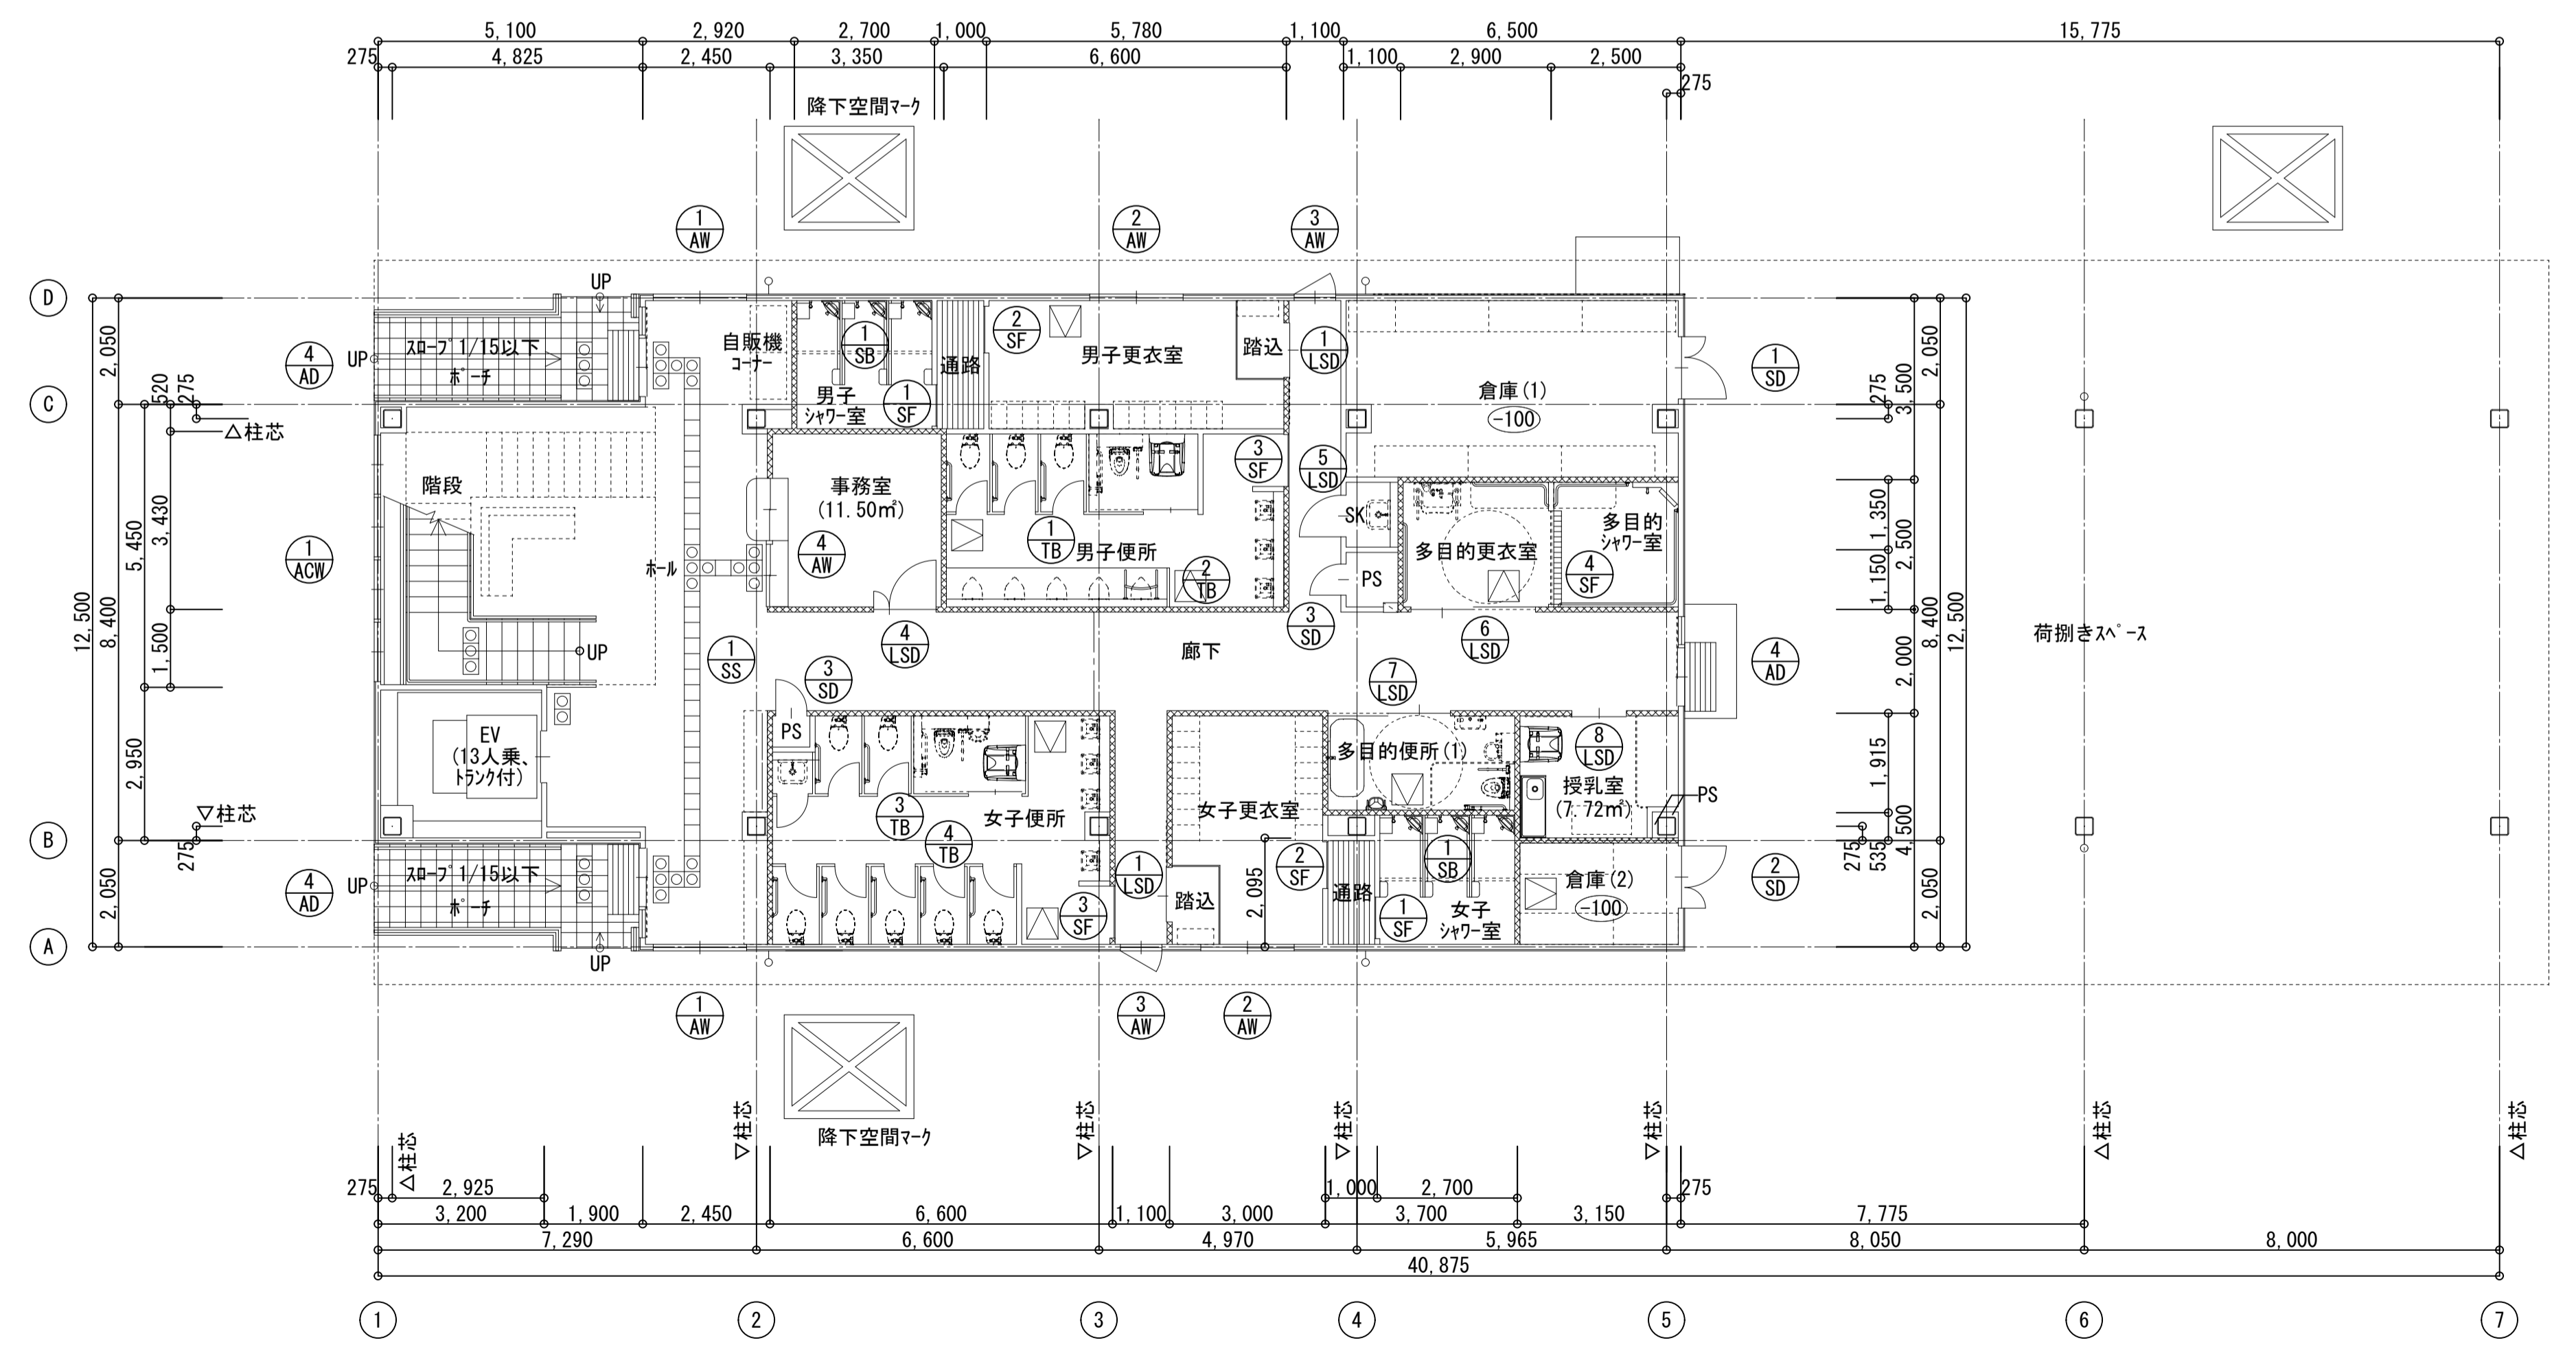 5,100 2,920 2,700 1,000 5,780 1,100 6,500 15,775
275 4,825 2,450 3,350 6,600 1,100 2,900 2,500
275
降下空間マーク
1 AW
2 AW
3 AW
D
UP
2,050
4 AD
UP
スロープ1/15以下
ポーチ
自販機
コーナー
1 SB
男子
シャワー室
1 SF
通路
2 SF
男子更衣室
踏込
1 LSD
倉庫(1)
-100
1 SD
275
3,500
2,050
520
275
C
△柱芯
階段
事務室
(11.50㎡)
3 SF
5 LSD
3,430
5,450
1 ACW
ホール
4 AW
1 TB
男子便所
2 TB
SK
PS
多目的更衣室
多目的
シャワー室
4 SF
1,350
1,150
2,500
12,500
8,400
1,500
UP
1 SS
4 LSD
3 SD
廊下
3 SD
6 LSD
7 LSD
4 AD
2,000
8,400
12,500
荷捌きスペース
2,950
EV
(13人乗、
トランク付)
PS
3 TB
女子便所
4 TB
女子更衣室
多目的便所(1)
8 LSD
授乳室
(7.72㎡)
PS
1,915
4,500
▽柱芯
275
B
275
535
2,050
4 AD
UP
スロープ1/15以下
ポーチ
3 SF
1 LSD
踏込
2,095
2 SF
通路
1 SB
1 SF
女子
シャワー室
倉庫(2)
-100
2 SD
2,050
A
UP
1 AW
3 AW
2 AW
降下空間マーク
△柱芯
▽柱芯
▽柱芯
▽柱芯
▽柱芯
△柱芯
△柱芯
275 2,925 1,000 2,700 275
3,200 1,900 2,450 6,600 1,100 3,000 3,700 3,150 7,775
7,290 6,600 4,970 5,965 8,050 8,000
40,875
1 2 3 4 5 6 7